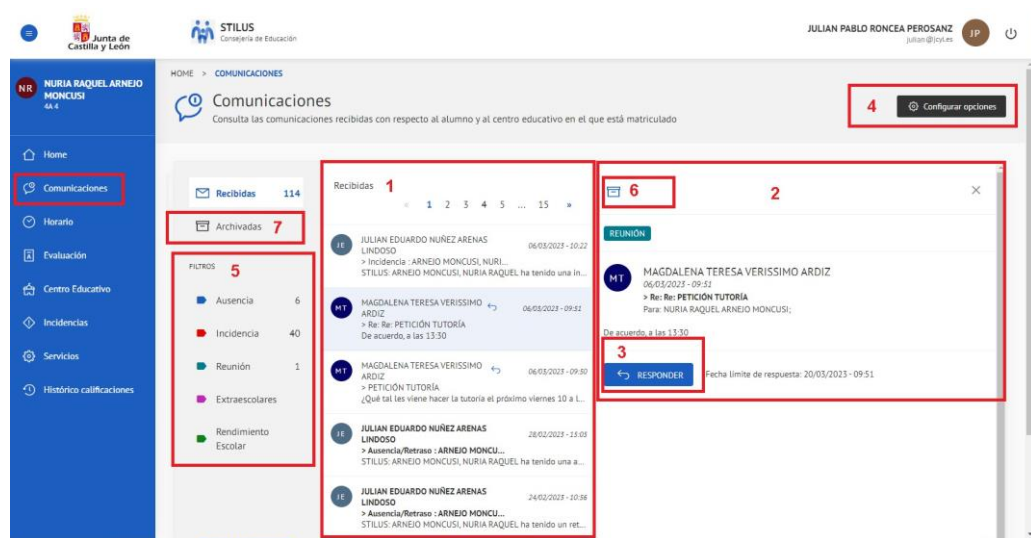 Junta de
Castilla y León
STILUS
Consejería de Educación
JULIAN PABLO RONCEA PEROSANZ
julian@jcyl.es
JP
NR
NURIA RAQUEL ARNEJO
MONCUSI
4A 4
HOME > COMUNICACIONES
Comunicaciones
Consulta las comunicaciones recibidas con respecto al alumno y al centro educativo en el que está matriculado
4
Configurar opciones
Home
Comunicaciones
Horario
Evaluación
Centro Educativo
Incidencias
Servicios
Histórico calificaciones
Recibidas 114
Archivadas 7
FILTROS 5
Ausencia 6
Incidencia 40
Reunión 1
Extraescolares
Rendimiento
Escolar
Recibidas 1
« 1 2 3 4 5 ... 15 »
JE
JULIAN EDUARDO NUÑEZ ARENAS
LINDOSO
06/03/2023 - 10:22
> Incidencia : ARNEJO MONCUSI, NURI...
STILUS: ARNEJO MONCUSI, NURIA RAQUEL ha tenido una in...
MT
MAGDALENA TERESA VERISSIMO
ARDIZ
06/03/2023 - 09:51
> Re: Re: PETICIÓN TUTORÍA
De acuerdo, a las 13:30
MT
MAGDALENA TERESA VERISSIMO
ARDIZ
06/03/2023 - 09:50
> PETICIÓN TUTORÍA
¿Qué tal les viene hacer la tutoría el próximo viernes 10 a l...
JE
JULIAN EDUARDO NUÑEZ ARENAS
LINDOSO
28/02/2023 - 15:03
> Ausencia/Retraso : ARNEJO MONCU...
STILUS: ARNEJO MONCUSI, NURIA RAQUEL ha tenido una a...
JE
JULIAN EDUARDO NUÑEZ ARENAS
LINDOSO
24/02/2023 - 10:36
> Ausencia/Retraso : ARNEJO MONCU...
STILUS: ARNEJO MONCUSI, NURIA RAQUEL ha tenido un ret...
6
2
REUNIÓN
MT
MAGDALENA TERESA VERISSIMO ARDIZ
06/03/2023 - 09:51
> Re: Re: PETICIÓN TUTORÍA
Para: NURIA RAQUEL ARNEJO MONCUSI;
De acuerdo, a las 13:30
3
RESPONDER
Fecha límite de respuesta: 20/03/2023 - 09:51